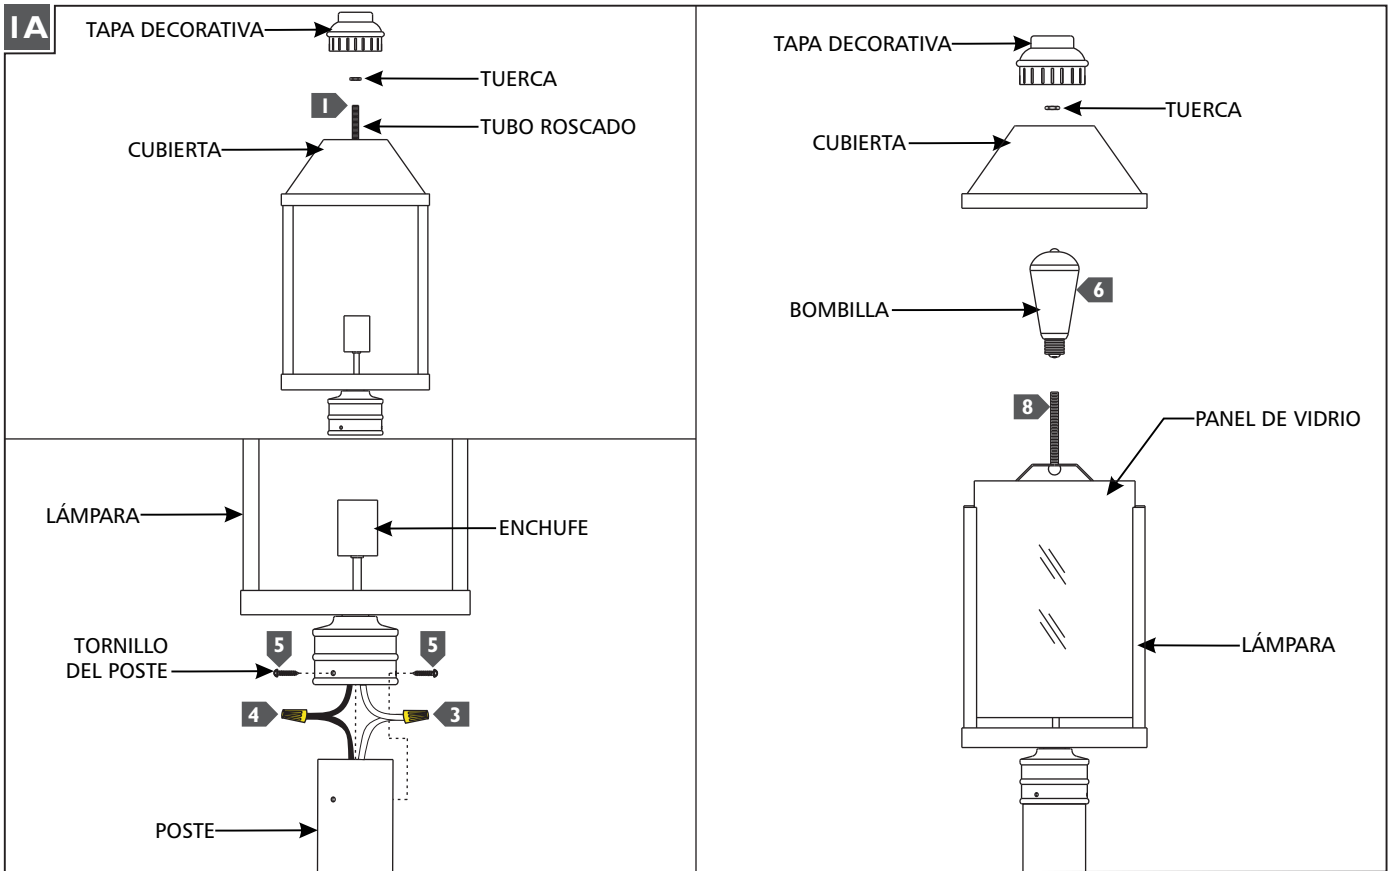 1A
TAPA DECORATIVA
TUERCA
1
TUBO ROSCADO
CUBIERTA
LÁMPARA
ENCHUFE
TORNILLO
DEL POSTE
5
5
4
3
POSTE
TAPA DECORATIVA
TUERCA
CUBIERTA
6
BOMBILLA
8
PANEL DE VIDRIO
LÁMPARA